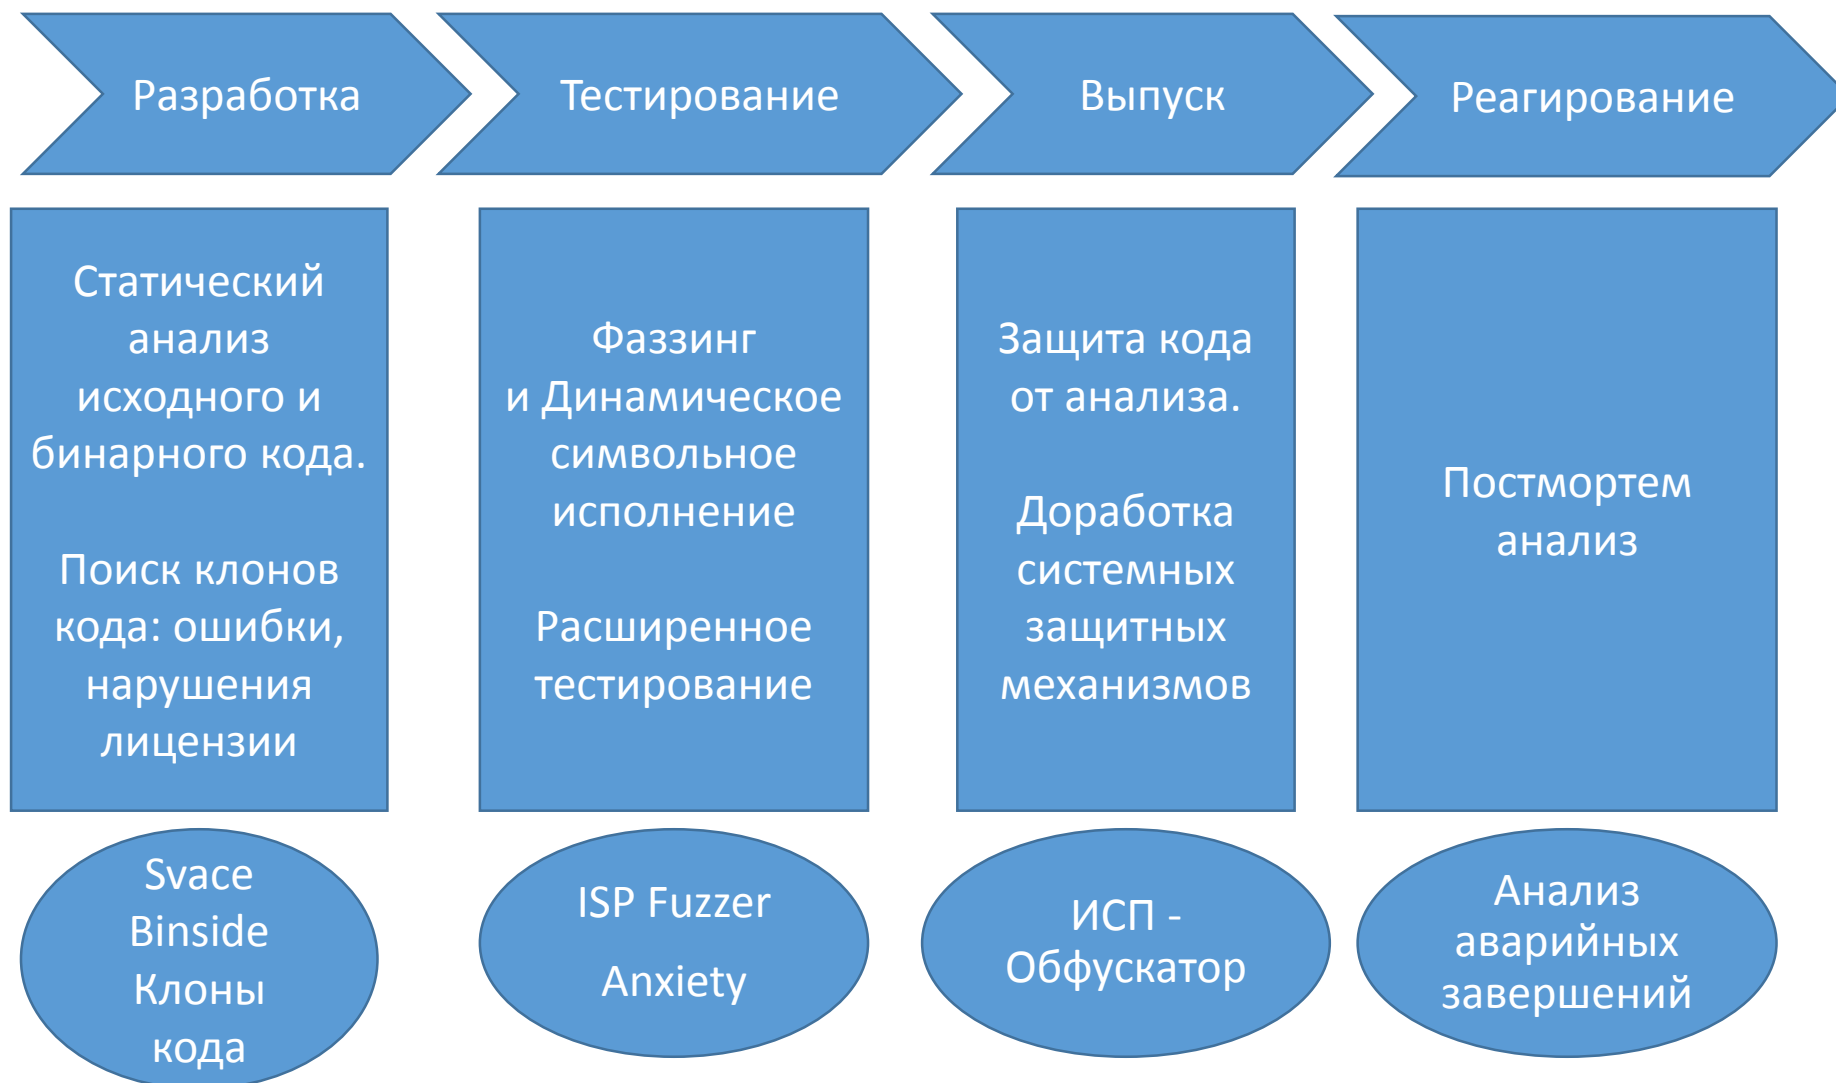 Разработка
Тестирование
Выпуск
Реагирование
Статический
анализ
исходного и
бинарного кода.
Поиск клонов
кода: ошибки,
нарушения
лицензии
Фаззинг
и Динамическое
символьное
исполнение
Расширенное
тестирование
Защита кода
от анализа.
Доработка
системных
защитных
механизмов
Постмортем
анализ
Svace
Binside
Клоны
кода
ISP Fuzzer
Anxiety
ИСП -
Обфускатор
Анализ
аварийных
завершений